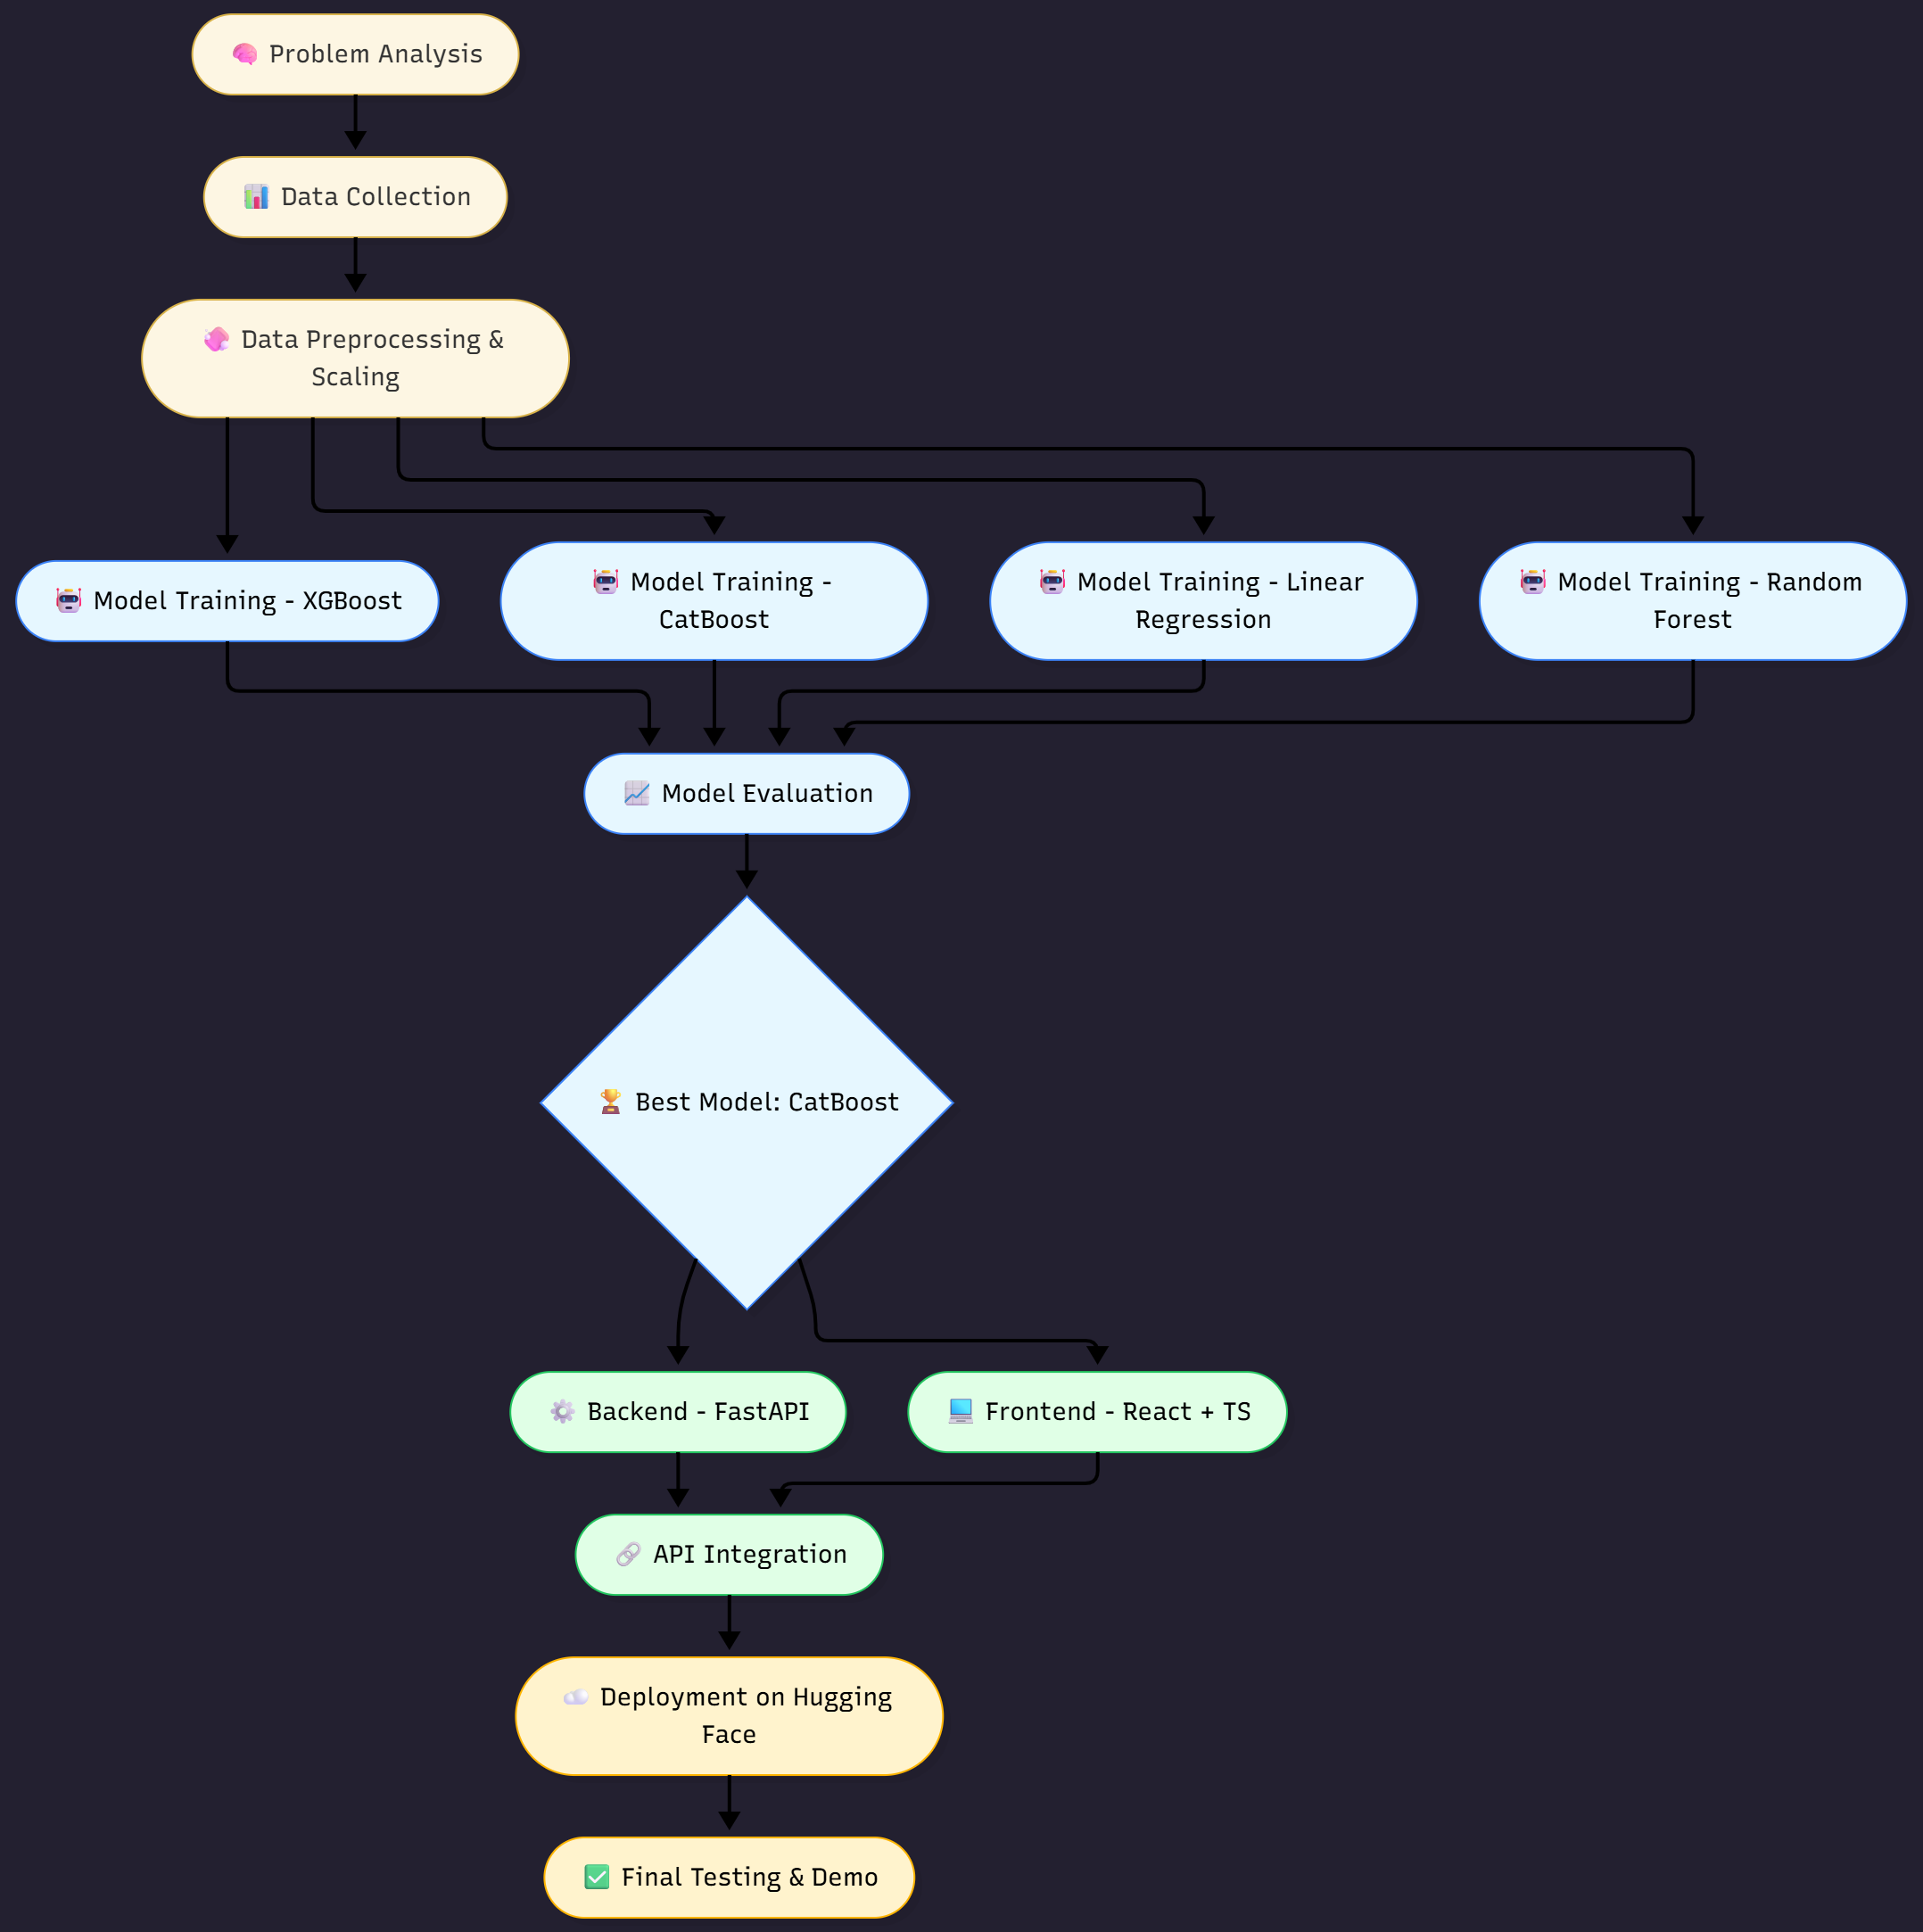 🧠 Problem Analysis
📊 Data Collection
🧼 Data Preprocessing &
Scaling
🤖 Model Training - XGBoost
🤖 Model Training -
CatBoost
🤖 Model Training - Linear
Regression
🤖 Model Training - Random
Forest
📈 Model Evaluation
🏆 Best Model: CatBoost
⚙️ Backend - FastAPI
💻 Frontend - React + TS
🔗 API Integration
☁️ Deployment on Hugging
Face
✅ Final Testing & Demo